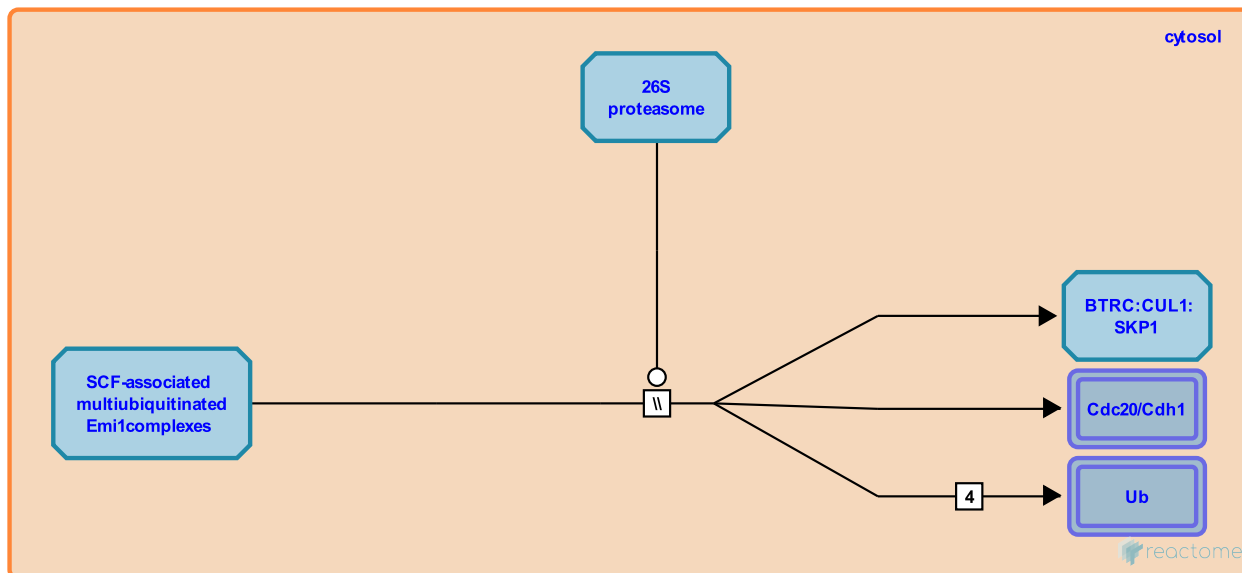 cytosol
26S
proteasome
BTRC:CUL1:
SKP1
SCF-associated
multiubiquitinated
Emi1complexes
\\
Cdc20/Cdh1
4
Ub
reactome